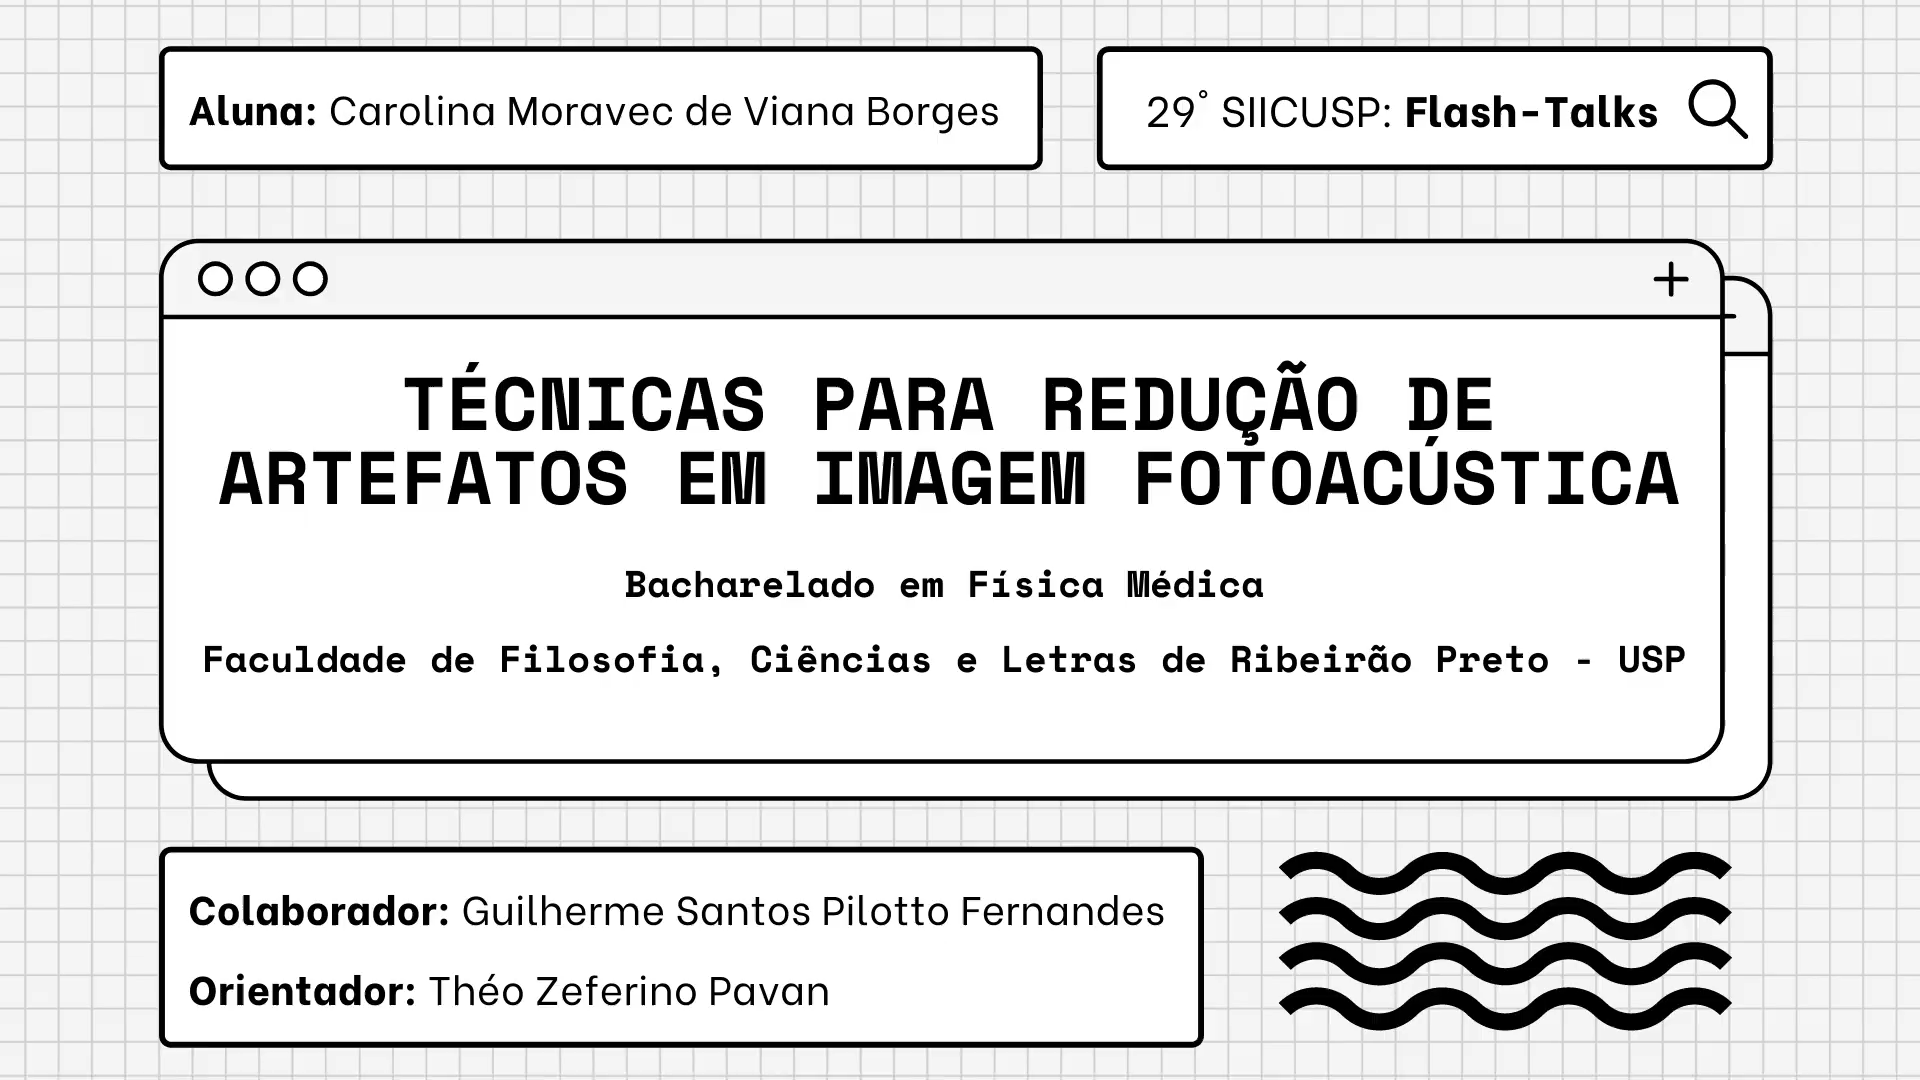 Aluna: Carolina Moravec de Viana Borges
29° SIICUSP: Flash-Talks
TÉCNICAS PARA REDUÇÃO DE
ARTEFATOS EM IMAGEM FOTOACÚSTICA
Bacharelado em Física Médica
Faculdade de Filosofia, Ciências e Letras de Ribeirão Preto - USP
Colaborador: Guilherme Santos Pilotto Fernandes
Orientador: Théo Zeferino Pavan